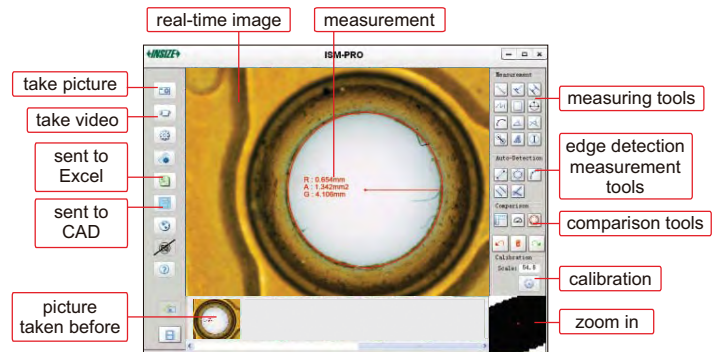 real-time image
measurement
INSIZE
ISM-PRO
take picture
take video
sent to
Excel
sent to
CAD
picture
taken before
R : 0.654mm
A : 1.342mm2
G : 4.108mm
Measurement
Auto-Detection
Comparison
Calibration
Scale: 54.8
measuring tools
edge detection
measurement
tools
comparison tools
calibration
zoom in